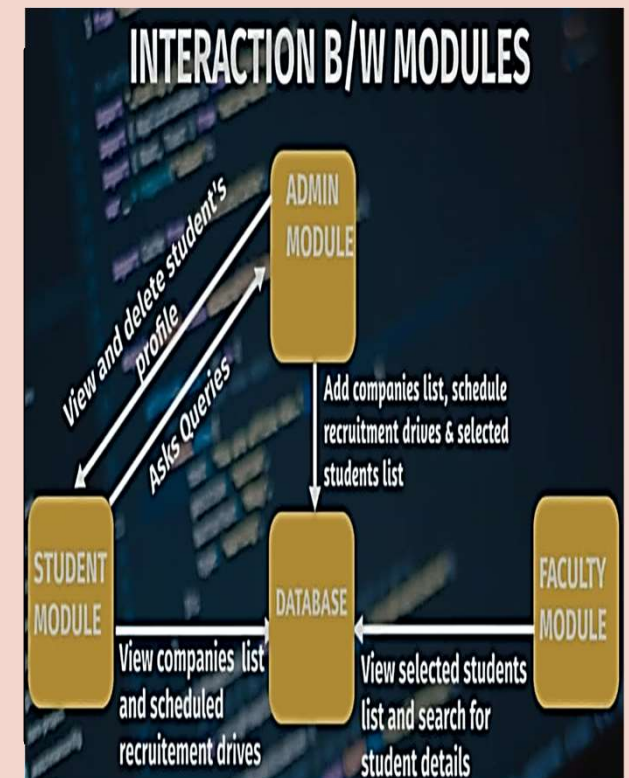 INTERACTION B/W MODULES
ADMIN
MODULE
View and delete student's
profile
Asks Queries
Add companies list, schedule
recruitment drives & selected
students list
STUDENT
MODULE
DATABASE
FACULTY
MODULE
View companies list
and scheduled
recruitement drives
View selected students
list and search for
student details